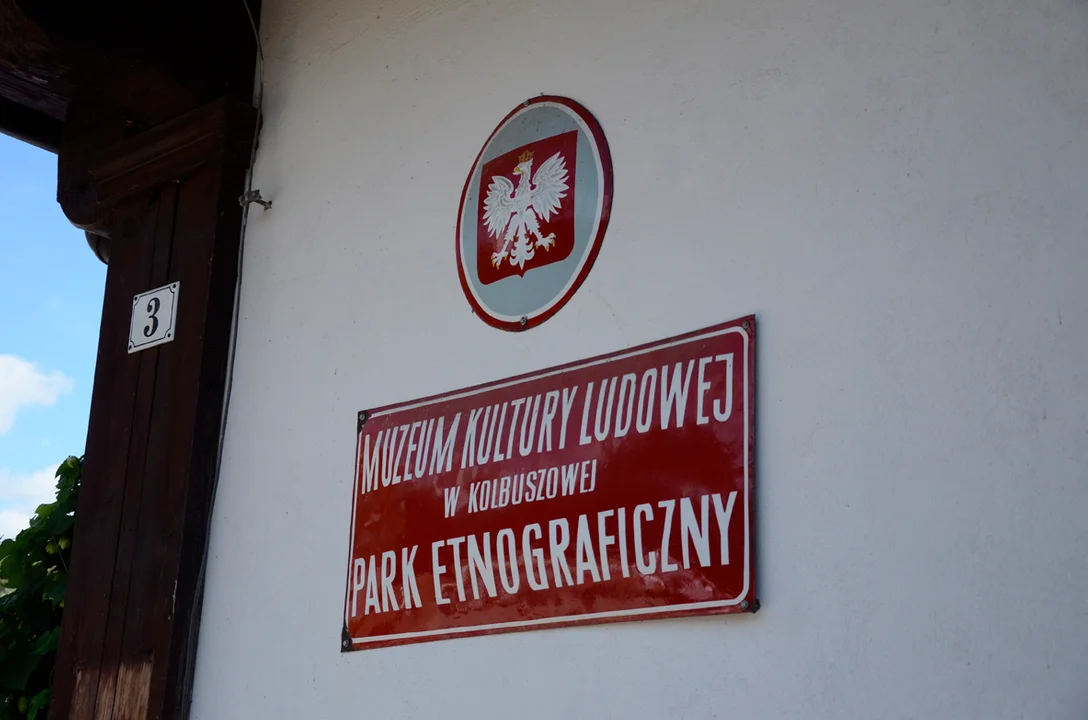 3
MUZEUM KULTURY LUDOWEJ
W KOLBUSZOWEJ
PARK ETNOGRAFICZNY